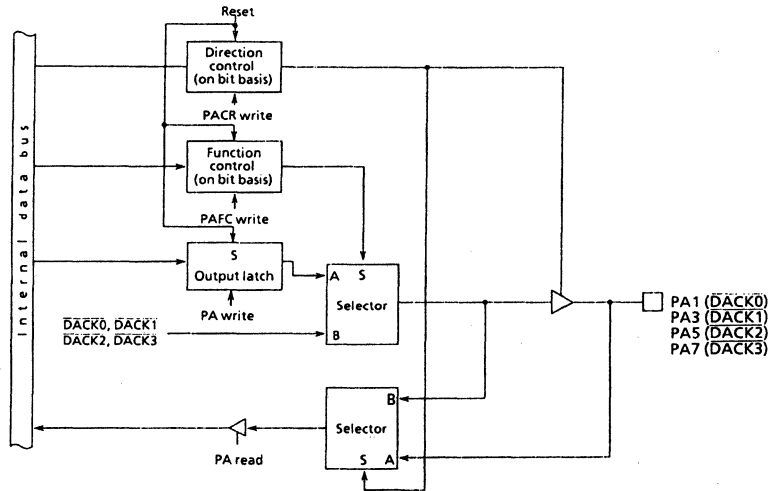 Reset
Direction
control
(on bit basis)
PACR write
Function
control
(on bit basis)
PAFC write
S
Output latch
PA write
A S
Selector
B
DACK0, DACK1
DACK2, DACK3
PA1 (DACK0)
PA3 (DACK1)
PA5 (DACK2)
PA7 (DACK3)
B
Selector
S A
PA read
Internal data bus